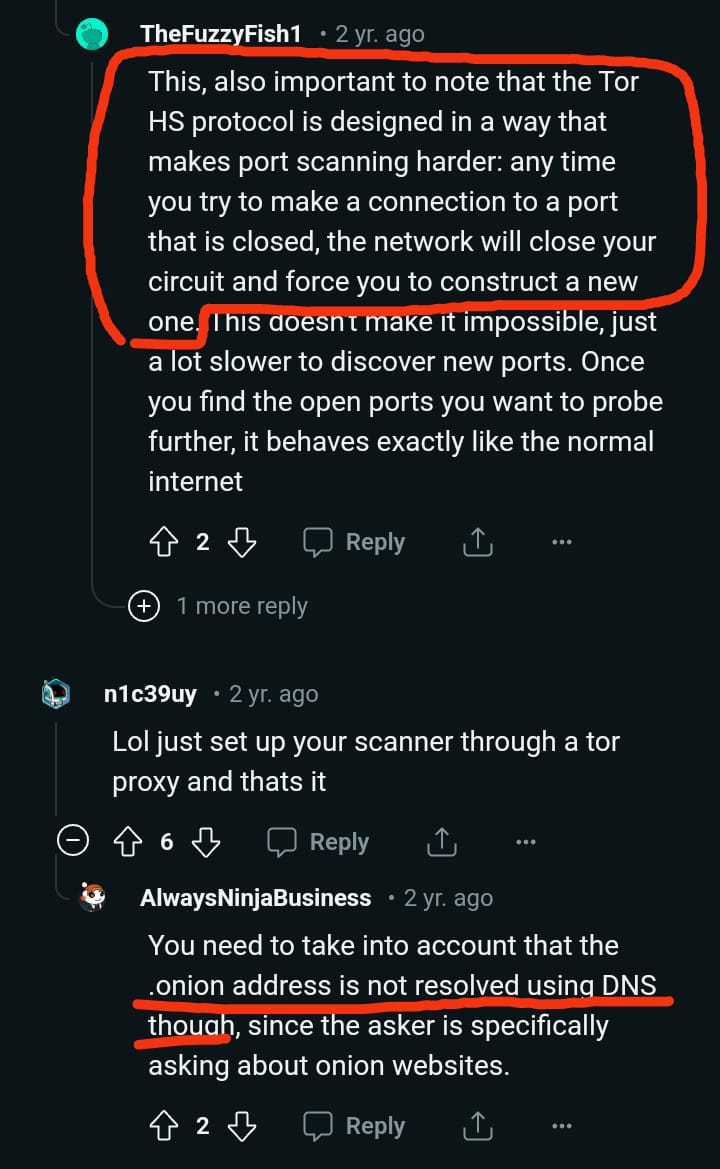 TheFuzzyFish1 • 2 yr. ago
This, also important to note that the Tor
HS protocol is designed in a way that
makes port scanning harder: any time
you try to make a connection to a port
that is closed, the network will close your
circuit and force you to construct a new
one. This doesn't make it impossible, just
a lot slower to discover new ports. Once
you find the open ports you want to probe
further, it behaves exactly like the normal
internet
2 Reply ...
1 more reply
n1c39uy • 2 yr. ago
Lol just set up your scanner through a tor
proxy and thats it
6 Reply ...
AlwaysNinjaBusiness • 2 yr. ago
You need to take into account that the
.onion address is not resolved using DNS
though, since the asker is specifically
asking about onion websites.
2 Reply ...